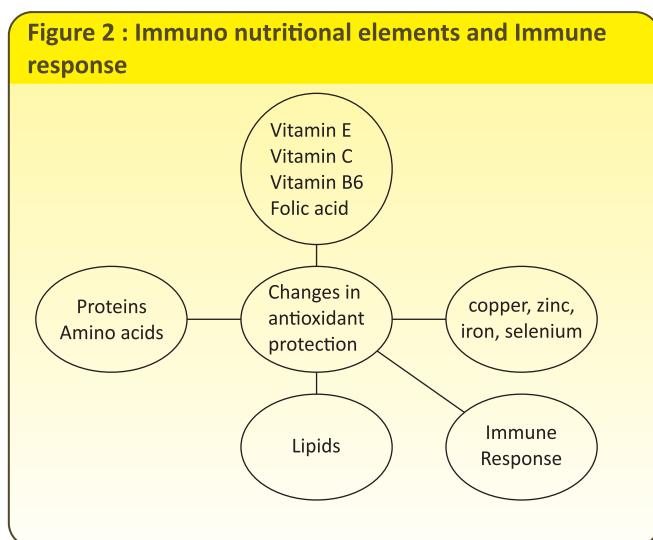 Figure 2 : Immuno nutritional elements and Immune
response
Vitamin E
Vitamin C
Vitamin B6
Folic acid
Proteins
Amino acids
Changes in
antioxidant
protection
copper, zinc,
iron, selenium
Lipids
Immune
Response